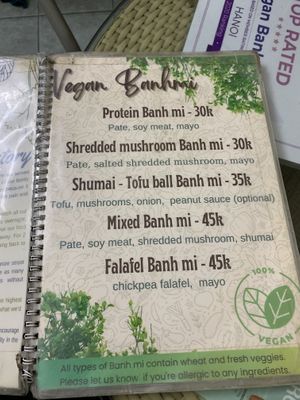 Vegan Banhmi
Protein Banh mi - 30k
Pate, soy meat, mayo
Shredded mushroom Banh mi - 30k
Pate, salted shredded mushroom, mayo
Shumai - Tofu ball Banh mi - 35k
Tofu, mushrooms, onion, peanut sauce (optional)
Mixed Banh mi - 45k
Pate, soy meat, shredded mushroom, shumai
Falafel Banh mi - 45k
chickpea falafel, mayo
100%
VEGAN
All types of Banh mi contain wheat and fresh veggies.
Please let us know if you're allergic to any ingredients.
HANOI
RATED